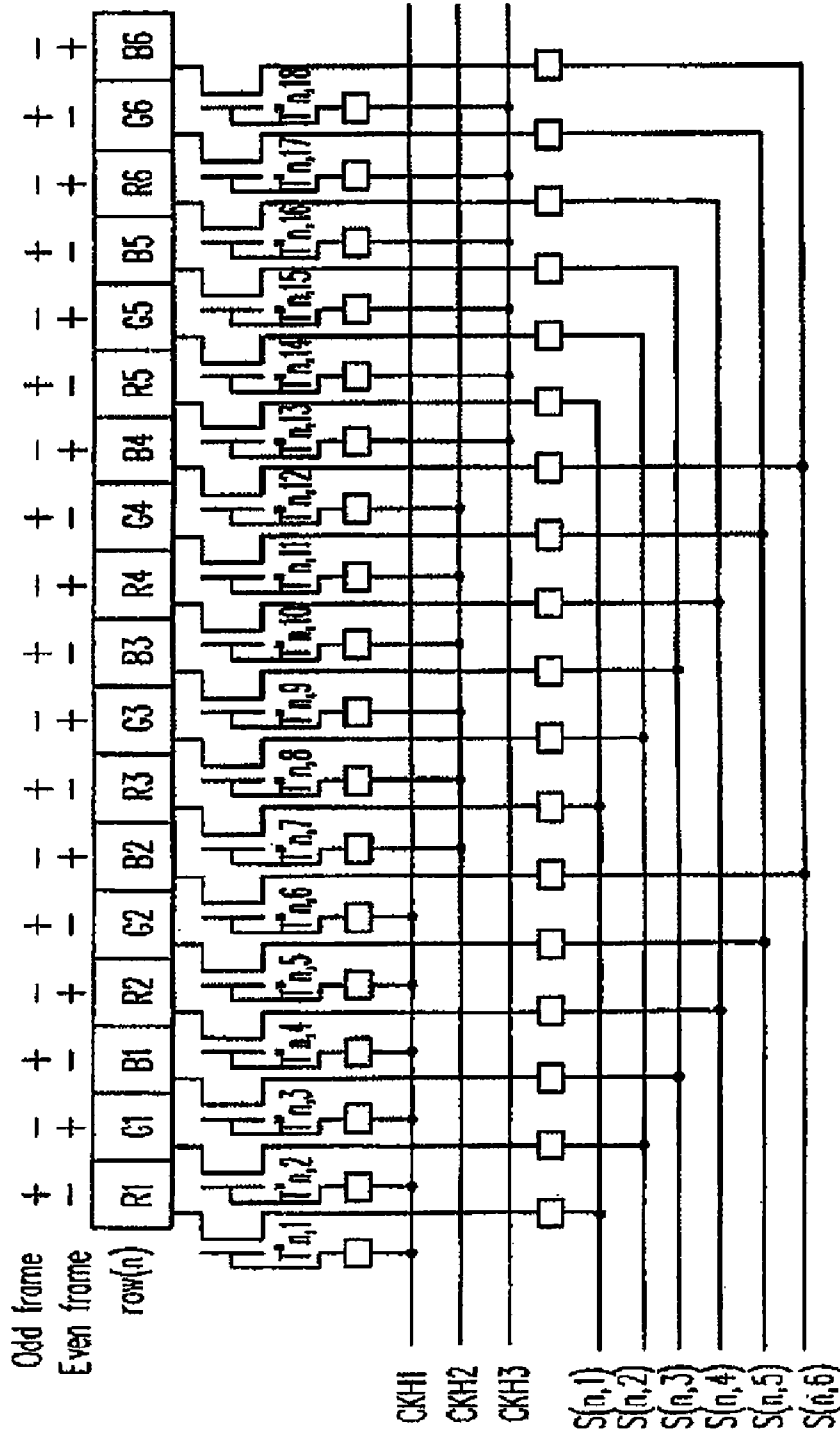 Odd frame + - + - + - + - + - + - + - + - + -
Even frame - + - + - + - + - + - + - + - + - +
row(n) R1 G1 B1 R2 G2 B2 R3 G3 B3 R4 G4 B4 R5 G5 B5 R6 G6 B6
Tn,1 Tn,2 Tn,3 Tn,4 Tn,5 Tn,6 Tn,7 Tn,8 Tn,9 Tn,10 Tn,11 Tn,12 Tn,13 Tn,14 Tn,15 Tn,16 Tn,17 Tn,18
CKH1
CKH2
CKH3
S(n,1)
S(n,2)
S(n,3)
S(n,4)
S(n,5)
S(n,6)